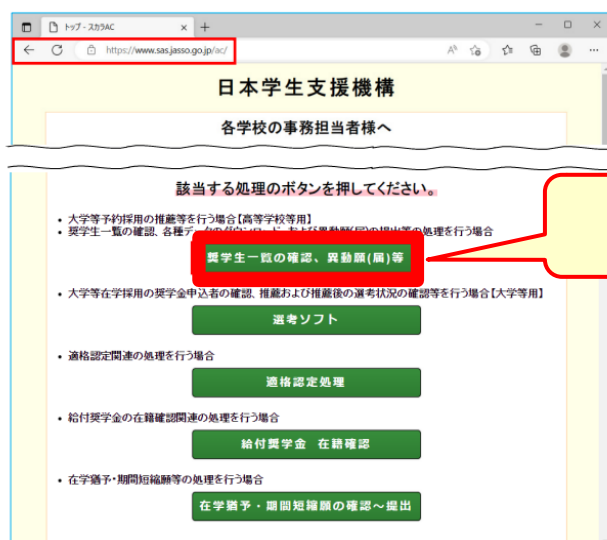 トップ - スカラAC
https://www.sas.jasso.go.jp/ac/
日本学生支援機構
各学校の事務担当者様へ
該当する処理のボタンを押してください。
• 大学等予約採用の推薦等を行う場合【高等学校等用】
• 奨学生一覧の確認、各種データのダウンロード、および異動願(届)の提出等の処理を行う場合
奨学生一覧の確認、異動願(届)等
• 大学等在学採用の奨学金申込者の確認、推薦および推薦後の選考状況の確認等を行う場合【大学等用】
選考ソフト
• 適格認定関連の処理を行う場合
適格認定処理
• 給付奨学金の在籍確認関連の処理を行う場合
給付奨学金 在籍確認
• 在学猶予・期間短縮願等の処理を行う場合
在学猶予・期間短縮願の確認～提出